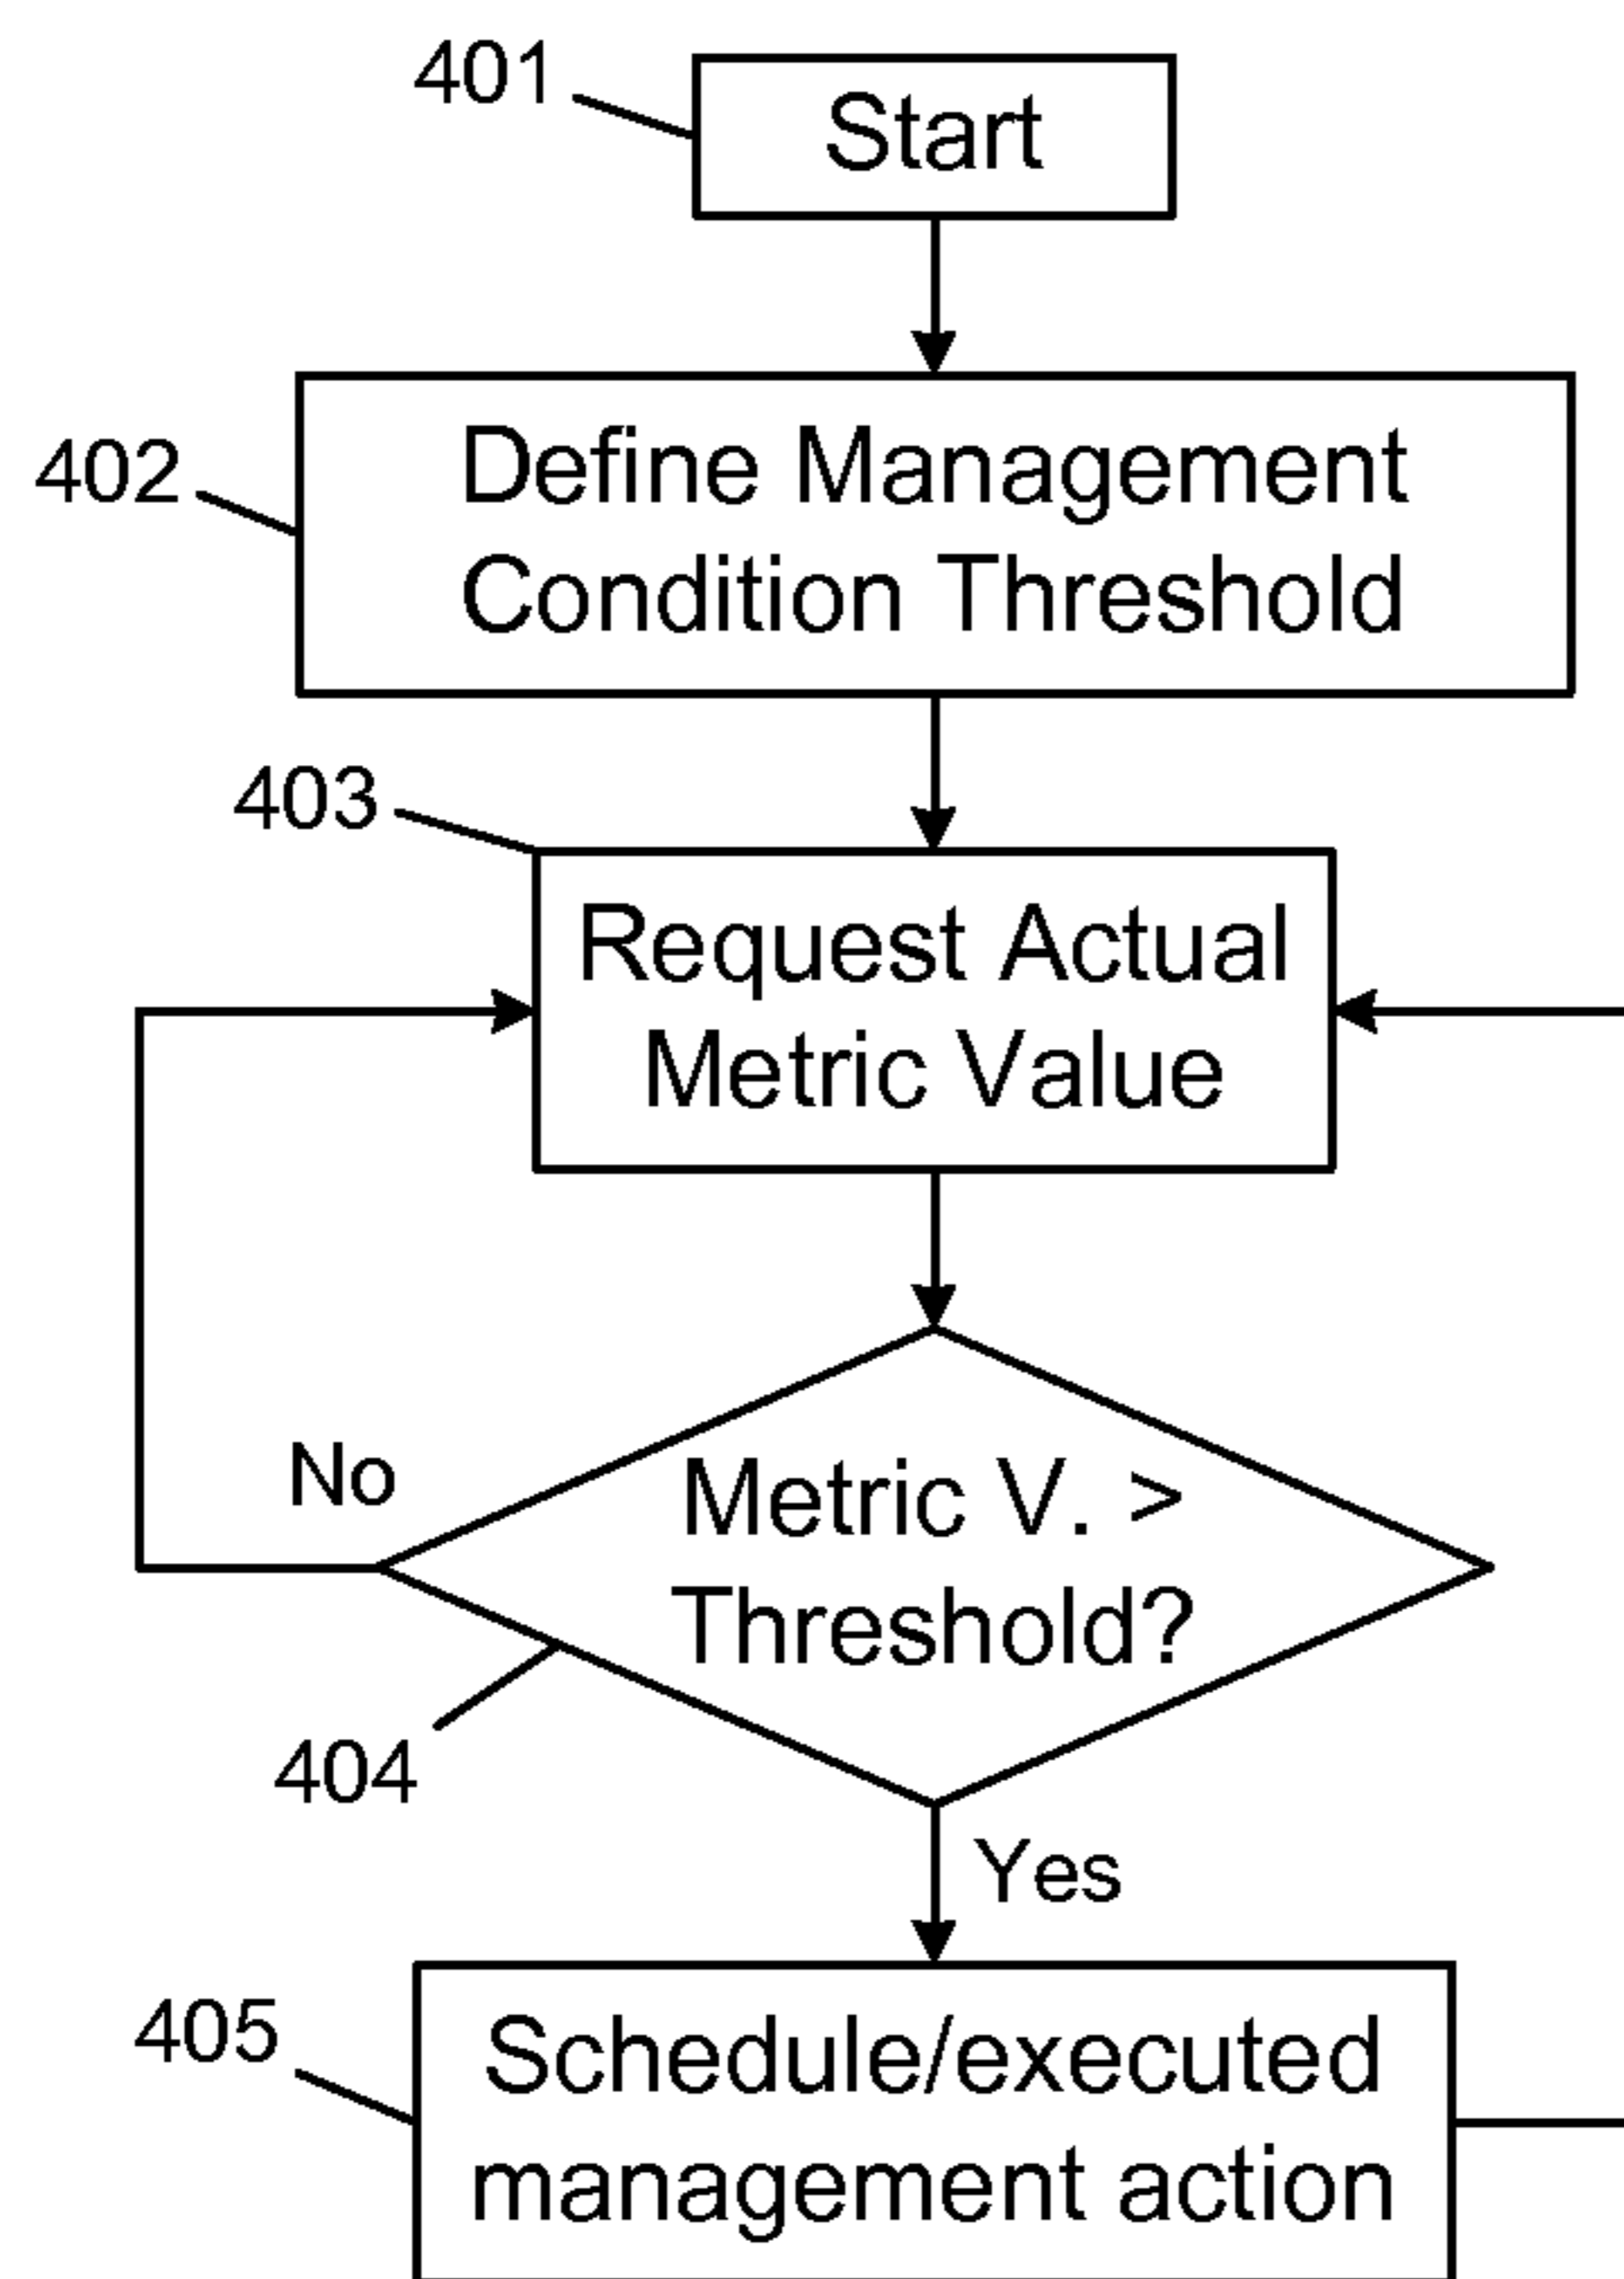 401
Start
402
Define Management
Condition Threshold
403
Request Actual
Metric Value
No
Metric V. >
Threshold?
404
Yes
405
Schedule/executed
management action